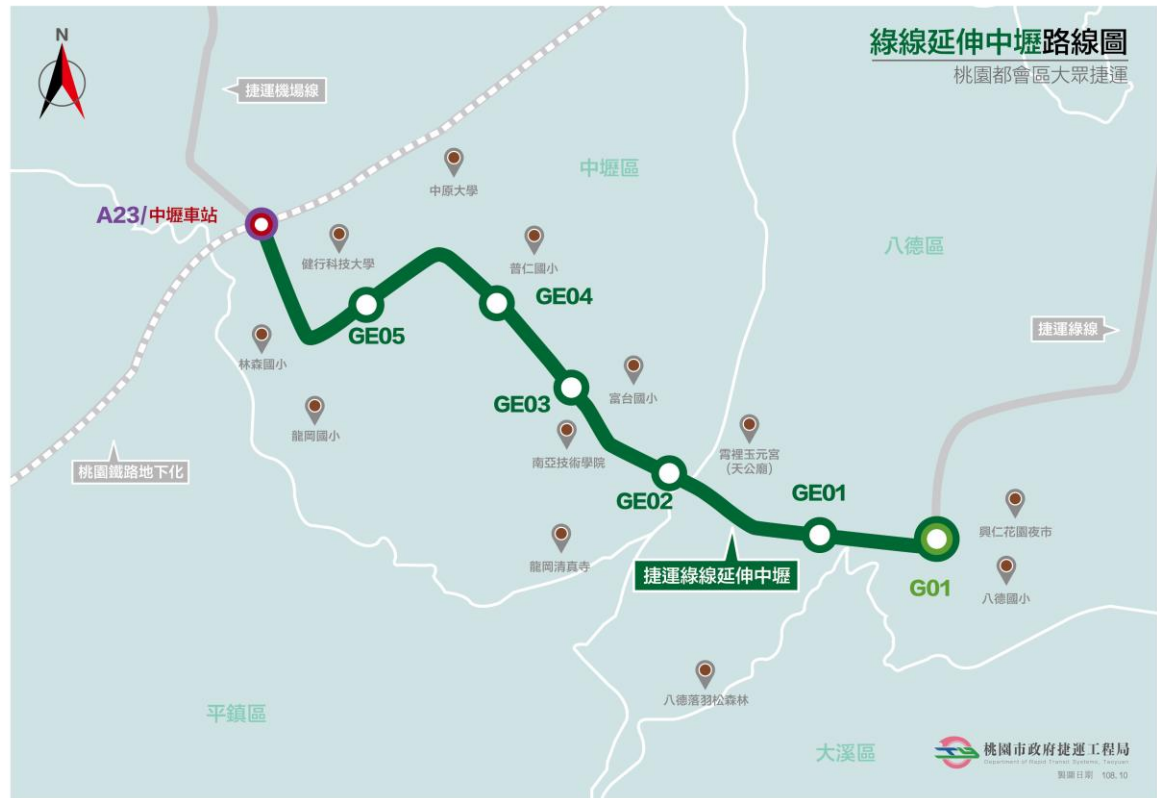 綠線延伸中壢路線圖
桃園都會區大眾捷運
N
捷運機場線
中壢區
中原大學
A23/中壢車站
健行科技大學
普仁國小
八德區
GE04
GE05
捷運綠線
林森國小
富台國小
GE03
龍岡國小
南亞技術學院
霄裡玉元宮
(天公廟)
桃園鐵路地下化
GE02
GE01
興仁花園夜市
龍岡清真寺
捷運綠線延伸中壢
G01
八德國小
八德落羽松森林
平鎮區
大溪區
桃園市政府捷運工程局
Department of Rapid Transit Systems, Taoyuan
製圖日期 108.10